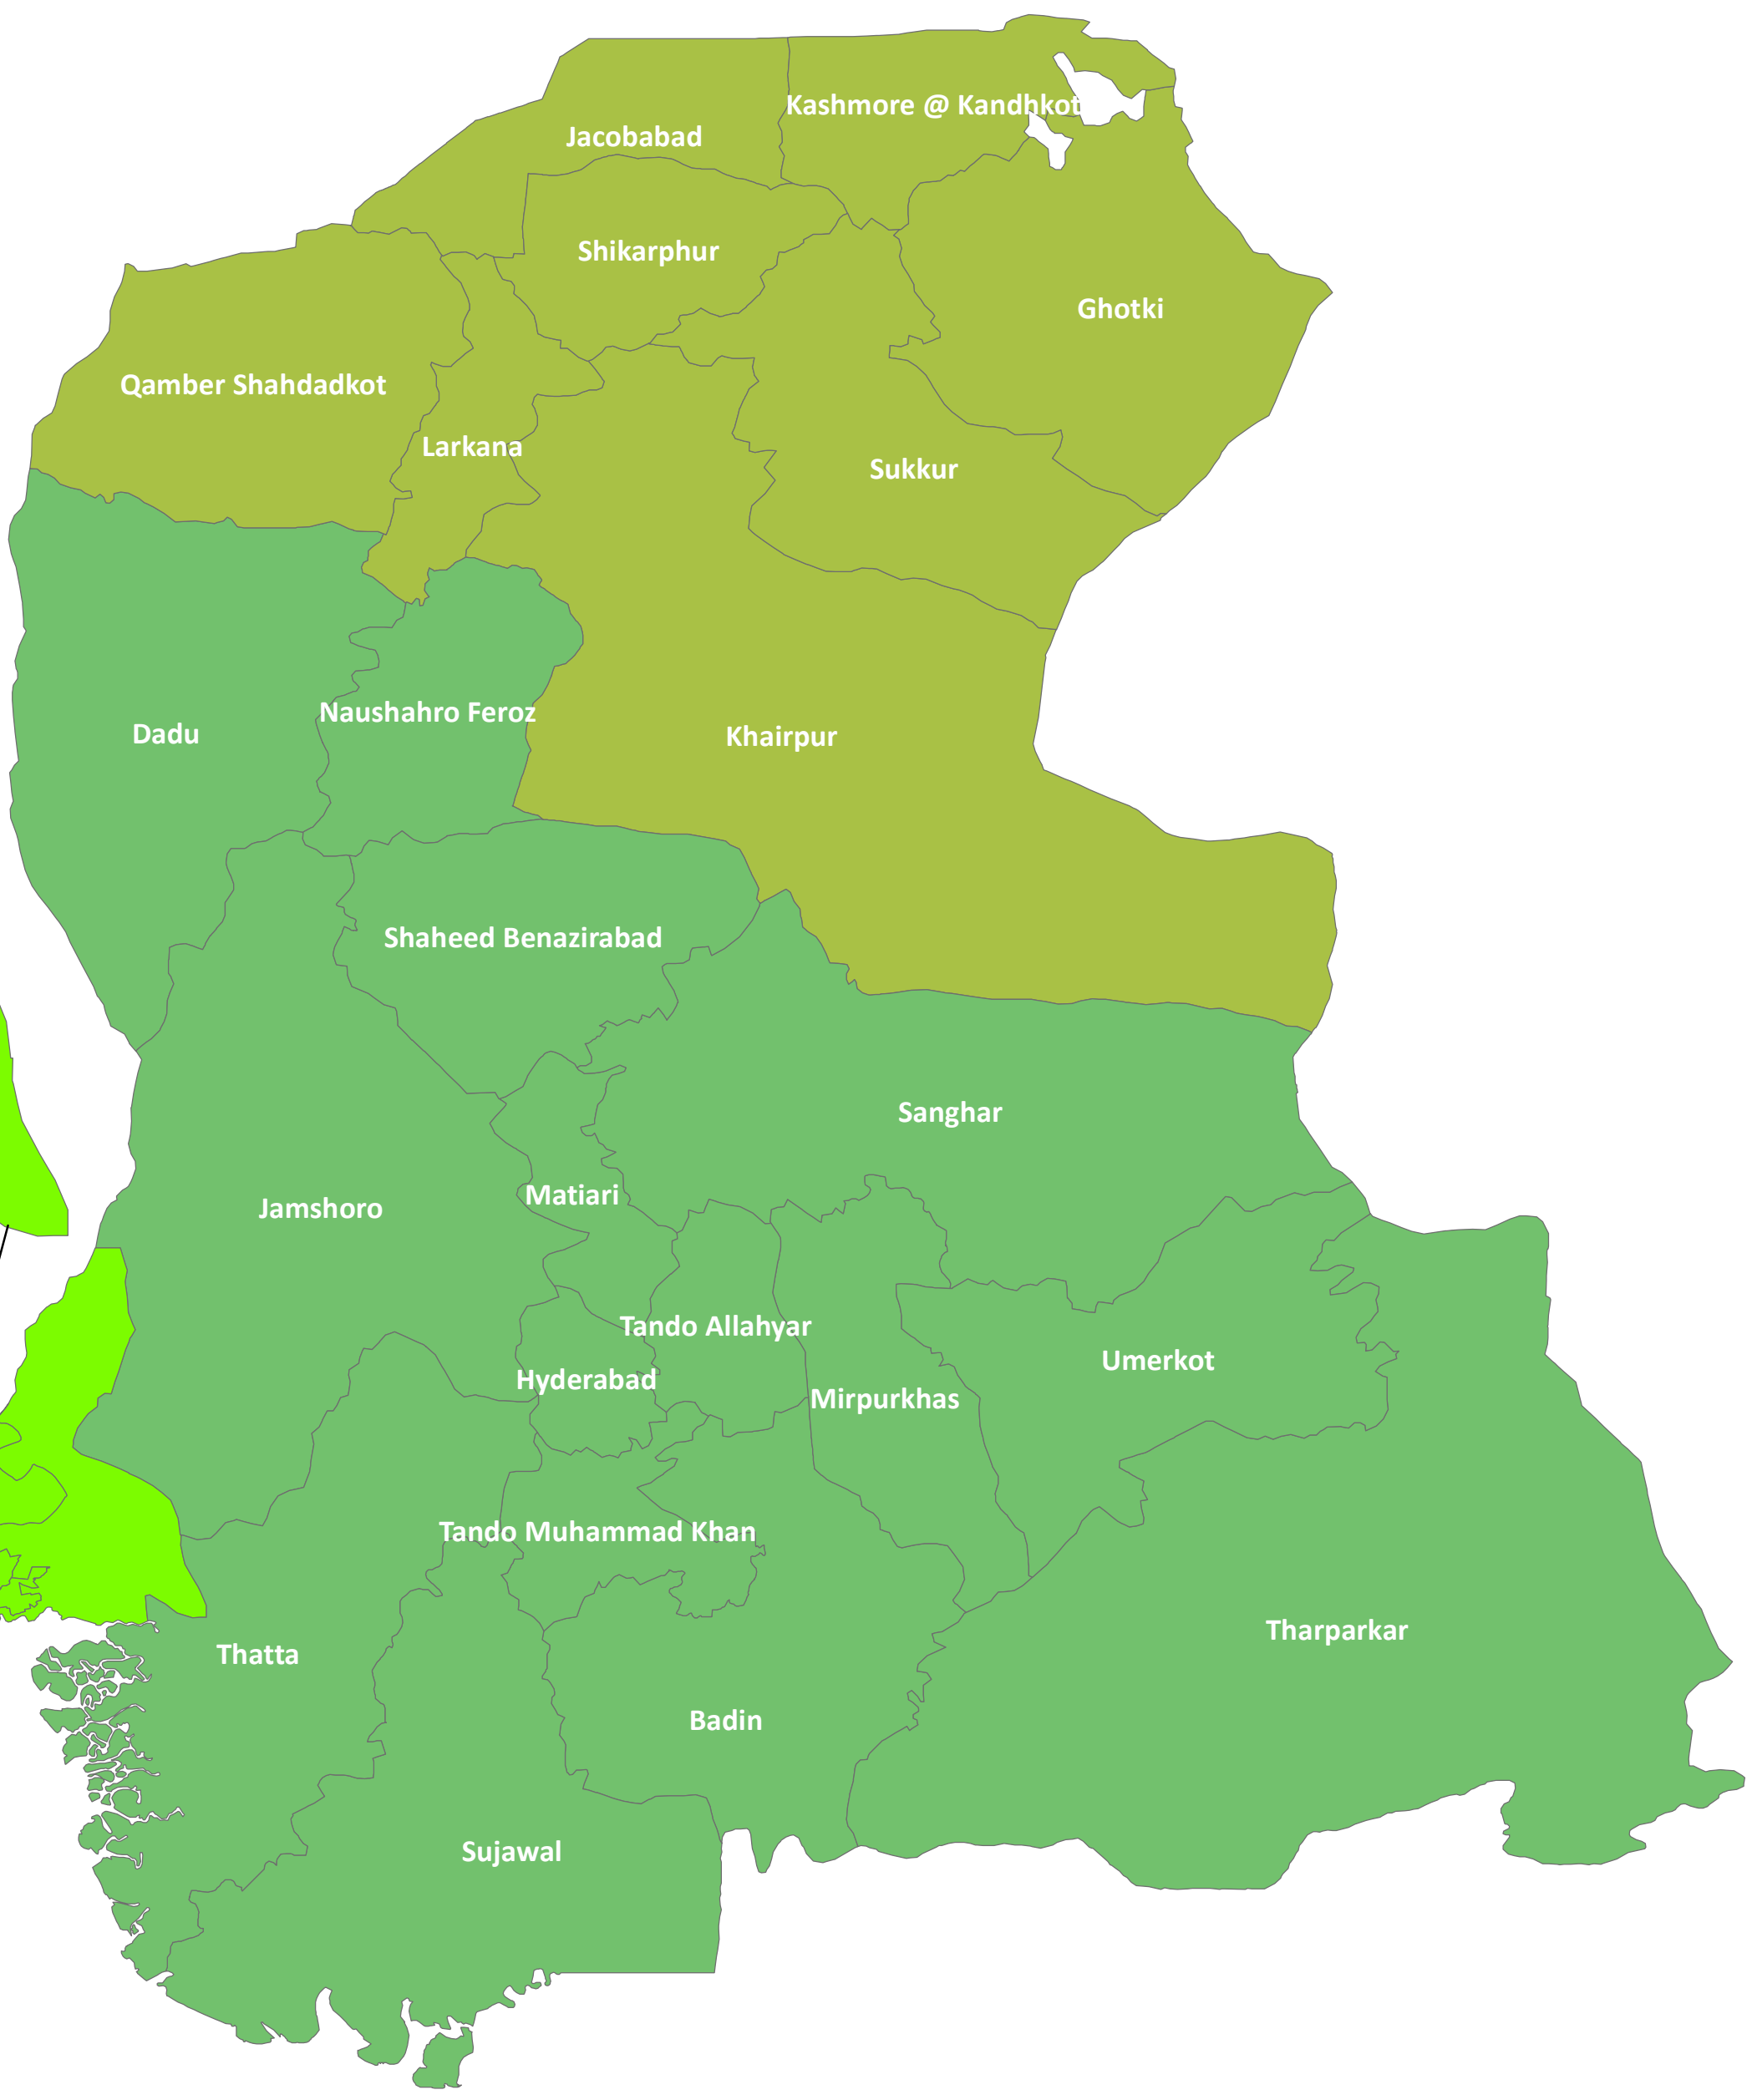 Kashmore @ Kandhkot
Jacobabad
Shikarphur
Ghotki
Qamber Shahdadkot
Larkana
Sukkur
Naushahro Feroz
Dadu
Khairpur
Shaheed Benazirabad
Sanghar
Matiari
Jamshoro
Tando Allahyar
Umerkot
Hyderabad
Mirpurkhas
Tando Muhammad Khan
Tharparkar
Thatta
Badin
Sujawal